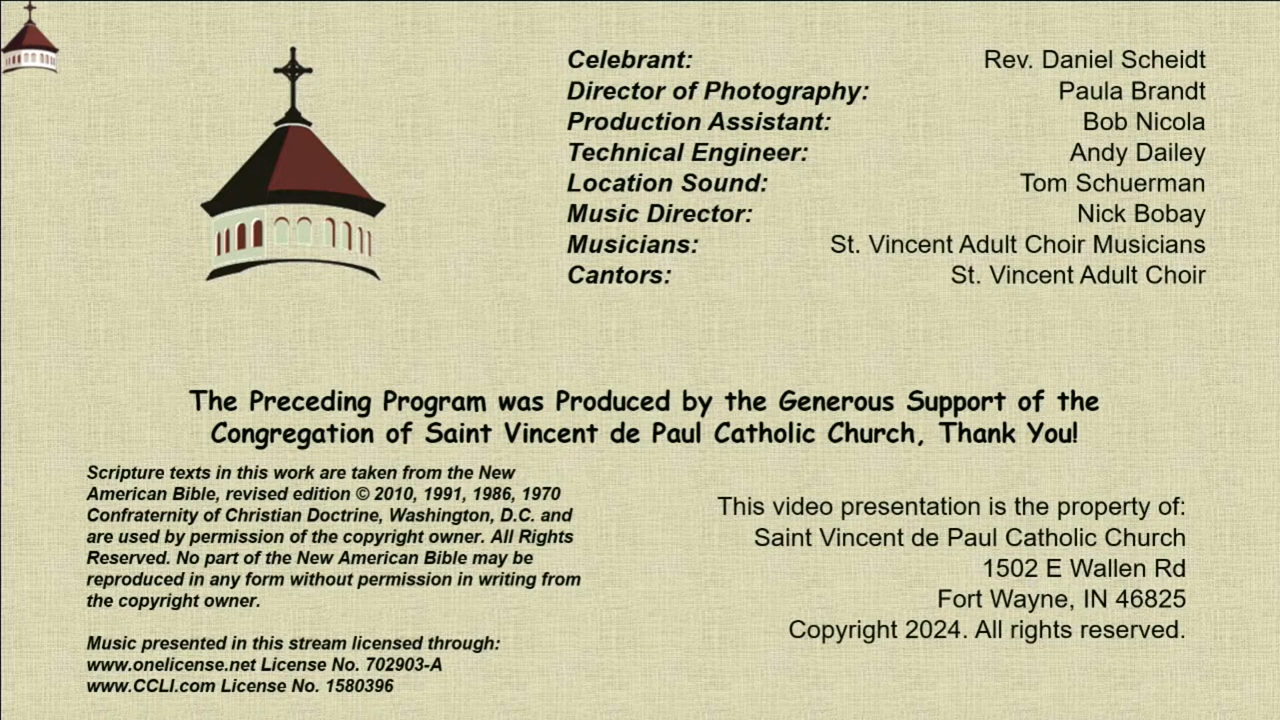 Celebrant: Rev. Daniel Scheidt
Director of Photography: Paula Brandt
Production Assistant: Bob Nicola
Technical Engineer: Andy Dailey
Location Sound: Tom Schuerman
Music Director: Nick Bobay
Musicians: St. Vincent Adult Choir Musicians
Cantors: St. Vincent Adult Choir
The Preceding Program was Produced by the Generous Support of the
Congregation of Saint Vincent de Paul Catholic Church, Thank You!
Scripture texts in this work are taken from the New
American Bible, revised edition © 2010, 1991, 1986, 1970
Confraternity of Christian Doctrine, Washington, D.C. and
are used by permission of the copyright owner. All Rights
Reserved. No part of the New American Bible may be
reproduced in any form without permission in writing from
the copyright owner.
Music presented in this stream licensed through:
www.onelicense.net License No. 702903-A
www.CCLI.com License No. 1580396
This video presentation is the property of:
Saint Vincent de Paul Catholic Church
1502 E Wallen Rd
Fort Wayne, IN 46825
Copyright 2024. All rights reserved.